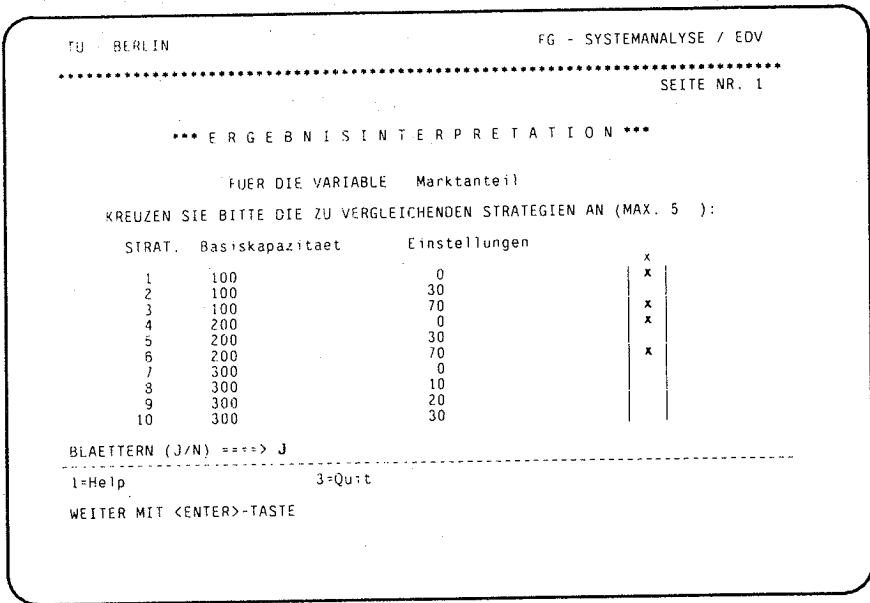 TU - BERLIN FG - SYSTEMANALYSE / EDV
******************************************************************************
SEITE NR. 1
*** E R G E B N I S I N T E R P R E T A T I O N ***
FUER DIE VARIABLE Marktanteil
KREUZEN SIE BITTE DIE ZU VERGLEICHENDEN STRATEGIEN AN (MAX. 5 ):
STRAT. Basiskapazitaet Einstellungen
x
1 100 0 | x |
2 100 30 | |
3 100 70 | x |
4 200 0 | x |
5 200 30 | |
6 200 70 | x |
7 300 0 | |
8 300 10 | |
9 300 20 | |
10 300 30 | |
BLAETTERN (J/N) ====> J
1=Help 3=Quit
WEITER MIT <ENTER>-TASTE